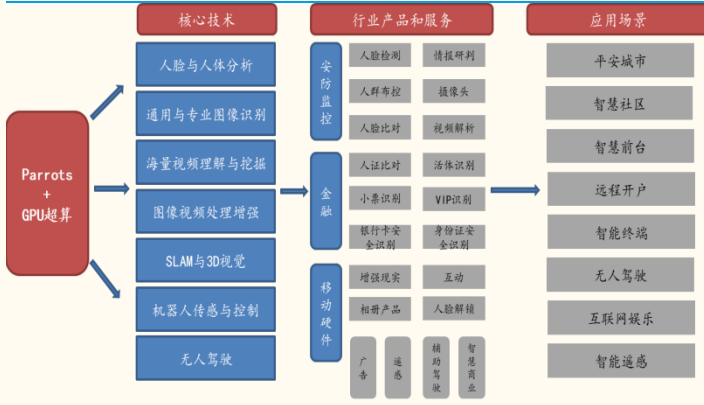 核心技术
行业产品和服务
应用场景
Parrots
+
GPU超算
人脸与人体分析
通用与专业图像识别
海量视频理解与挖掘
图像视频处理增强
SLAM与3D视觉
机器人传感与控制
无人驾驶
安防监控
人脸检测
情报研判
人群布控
摄像头
人脸比对
视频解析
金融
人证比对
活体识别
小票识别
VIP识别
银行卡安
全识别
身份证安
全识别
移动硬件
增强现实
互动
相册产品
人脸解锁
广告
遥感
辅助驾驶
智慧商业
平安城市
智慧社区
智慧前台
远程开户
智能终端
无人驾驶
互联网娱乐
智能遥感